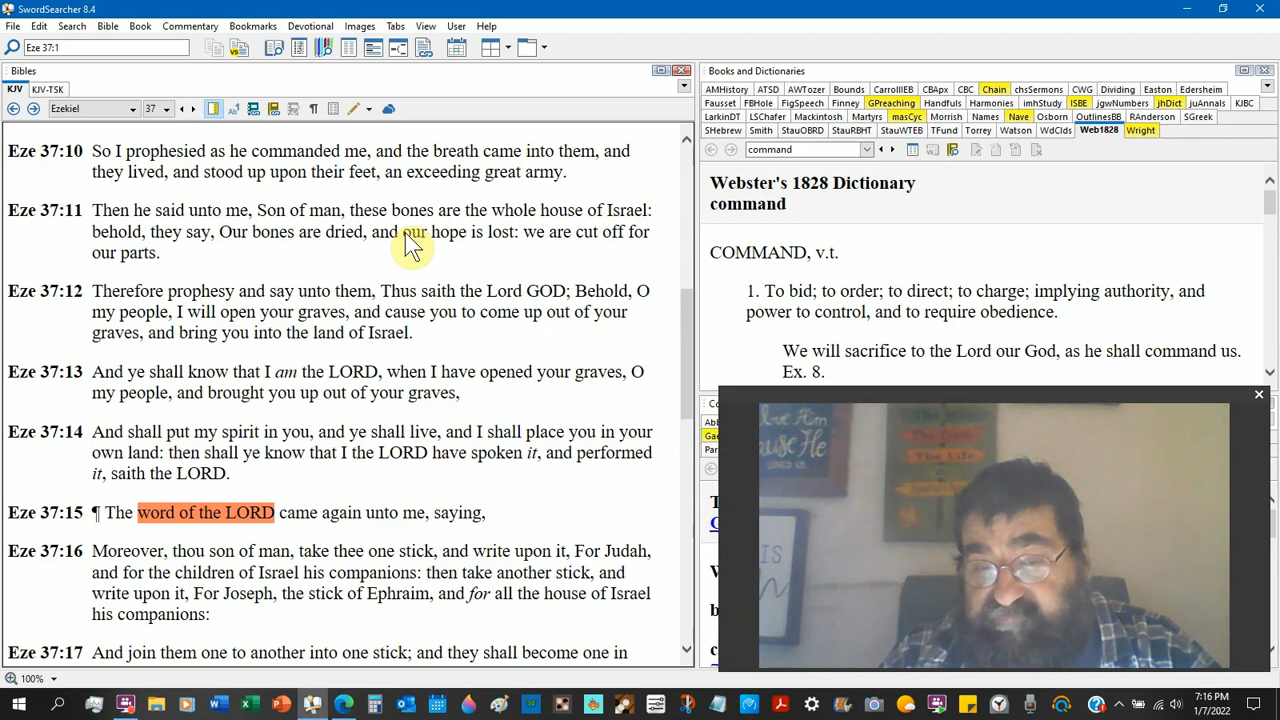 SwordSearcher 8.4
File Edit Search Bible Book Commentary Bookmarks Devotional Images Tabs View User Help
Eze 37:1
Bibles
KJV KJV-TSK
Ezekiel 37
Eze 37:10 So I prophesied as he commanded me, and the breath came into them, and
they lived, and stood up upon their feet, an exceeding great army.
Eze 37:11 Then he said unto me, Son of man, these bones are the whole house of Israel:
behold, they say, Our bones are dried, and our hope is lost: we are cut off for
our parts.
Eze 37:12 Therefore prophesy and say unto them, Thus saith the Lord GOD; Behold, O
my people, I will open your graves, and cause you to come up out of your
graves, and bring you into the land of Israel.
Eze 37:13 And ye shall know that I am the LORD, when I have opened your graves, O
my people, and brought you up out of your graves,
Eze 37:14 And shall put my spirit in you, and ye shall live, and I shall place you in your
own land: then shall ye know that I the LORD have spoken it, and performed
it, saith the LORD.
Eze 37:15 ¶ The word of the LORD came again unto me, saying,
Eze 37:16 Moreover, thou son of man, take thee one stick, and write upon it, For Judah,
and for the children of Israel his companions: then take another stick, and
write upon it, For Joseph, the stick of Ephraim, and for all the house of Israel
his companions:
Eze 37:17 And join them one to another into one stick; and they shall become one in
100%
Books and Dictionaries
AMHistory ATSD AWTozer Bounds CarrollEB CBApx CBC Chain chsSermons CWG Dividing Easton Edersheim
Fausset FBHole FigSpeech Finney GPreaching Handfuls Harmonies imhStudy ISBE jgwNumbers jhDict juAnnals KJBC
LarkinDT LSChafer Mackintosh Martyrs masCyc Morrish Names Nave Osborn OutlinesBB RAnderson SGreek
SHebrew Smith StauOBRD StauRBHT StauWTEB TFund Torrey Watson WdClds Web1828 Wright
command
Webster's 1828 Dictionary
command
COMMAND, v.t.
1. To bid; to order; to direct; to charge; implying authority, and
power to control, and to require obedience.
We will sacrifice to the Lord our God, as he shall command us.
Ex. 8.
7:16 PM
1/7/2022